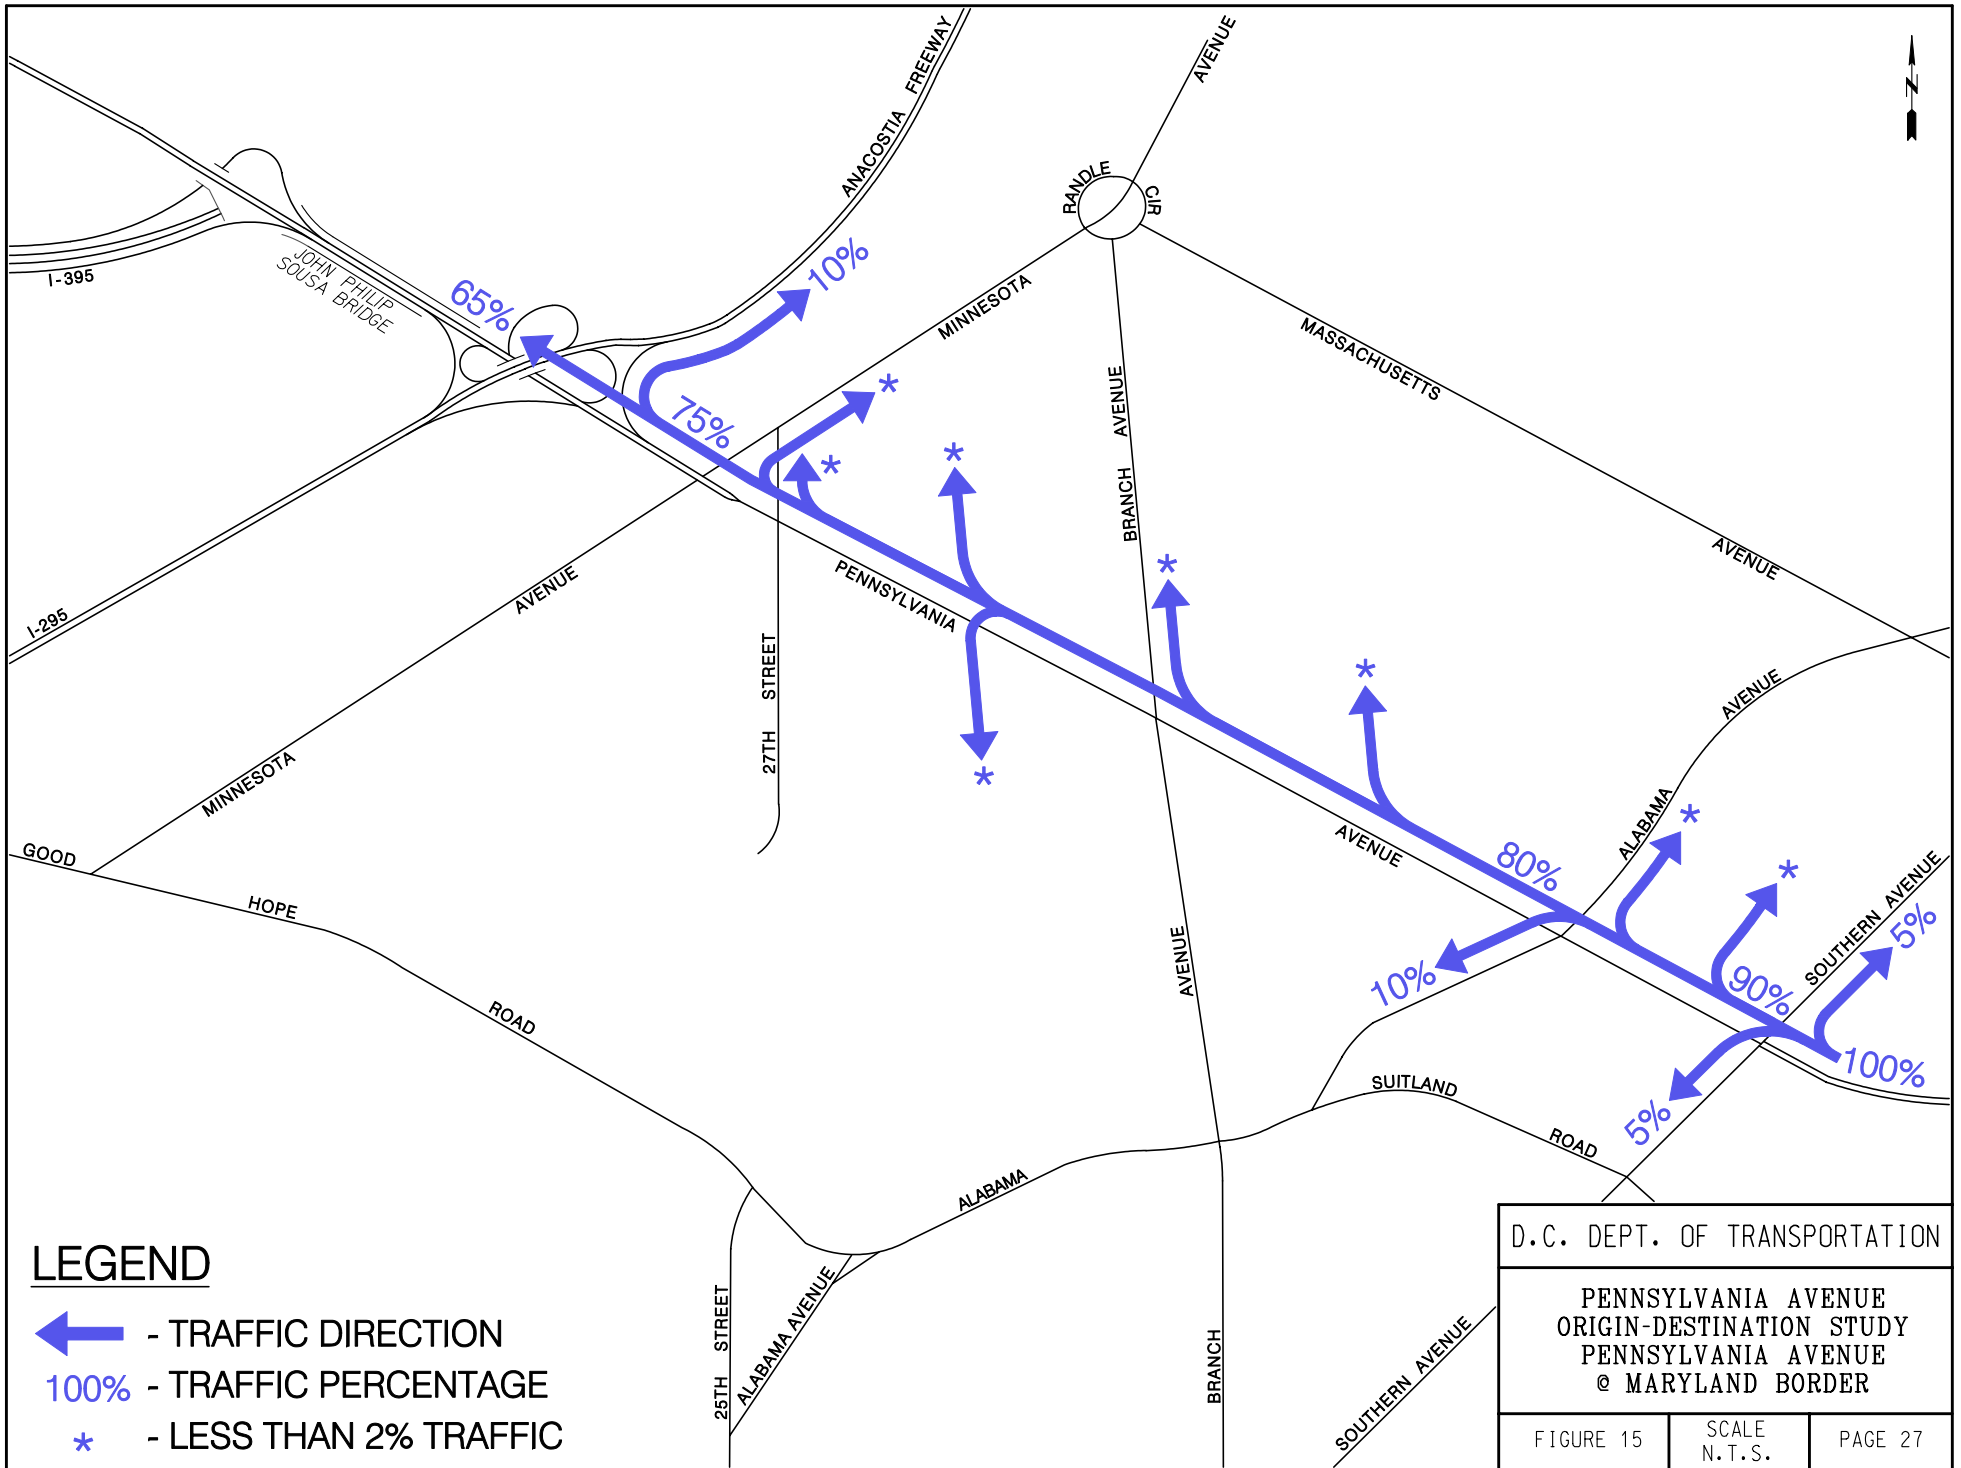 AVENUE
ANACOSTIA FREEWAY
N
RANDLE CIR
I-395
JOHN PHILIP
SOUSA BRIDGE
65%
10%
MINNESOTA
MASSACHUSETTS
*
75%
*
*
BRANCH AVENUE
AVENUE
*
PENNSYLVANIA
AVENUE
I-295
27TH STREET
*
*
AVENUE
MINNESOTA
ALABAMA
*
AVENUE
80%
*
GOOD
HOPE
ROAD
AVENUE
10%
90%
SOUTHERN AVENUE
5%
100%
5%
SUITLAND
ROAD
ALABAMA
25TH STREET
ALABAMA AVENUE
BRANCH
SOUTHERN AVENUE
LEGEND
- TRAFFIC DIRECTION
100% - TRAFFIC PERCENTAGE
* - LESS THAN 2% TRAFFIC
D.C. DEPT. OF TRANSPORTATION
PENNSYLVANIA AVENUE
ORIGIN-DESTINATION STUDY
PENNSYLVANIA AVENUE
@ MARYLAND BORDER
FIGURE 15
SCALE
N.T.S.
PAGE 27